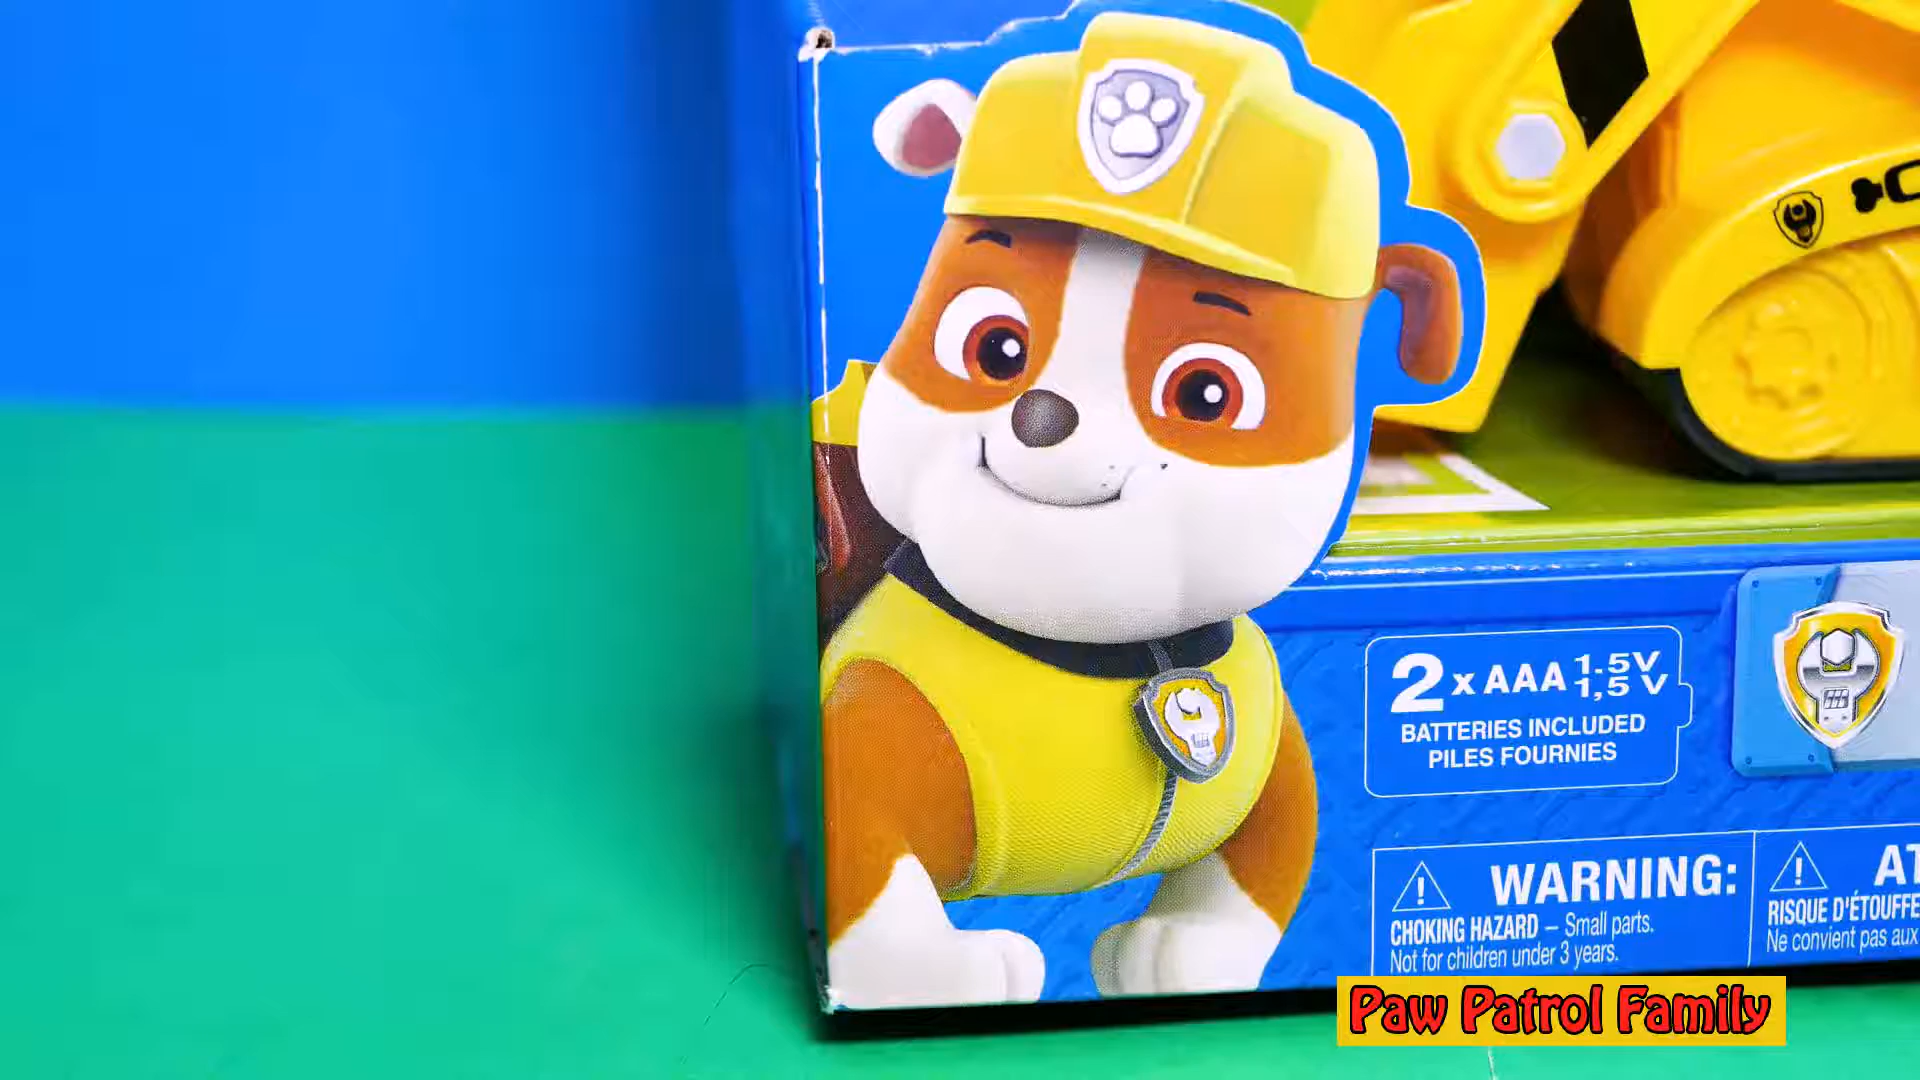 2 x AAA 1.5V
1,5 V
BATTERIES INCLUDED
PILES FOURNIES
WARNING:
CHOKING HAZARD – Small parts.
Not for children under 3 years.
AT
RISQUE D'ÉTOUFFE
Ne convient pas aux
Paw Patrol Family